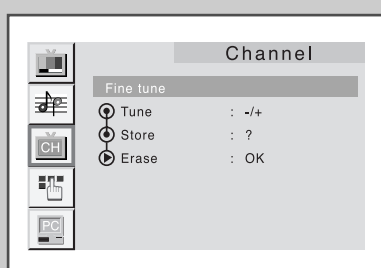 Channel
Fine tune
Tune : -/+
Store : ?
CH
Erase : OK
PC